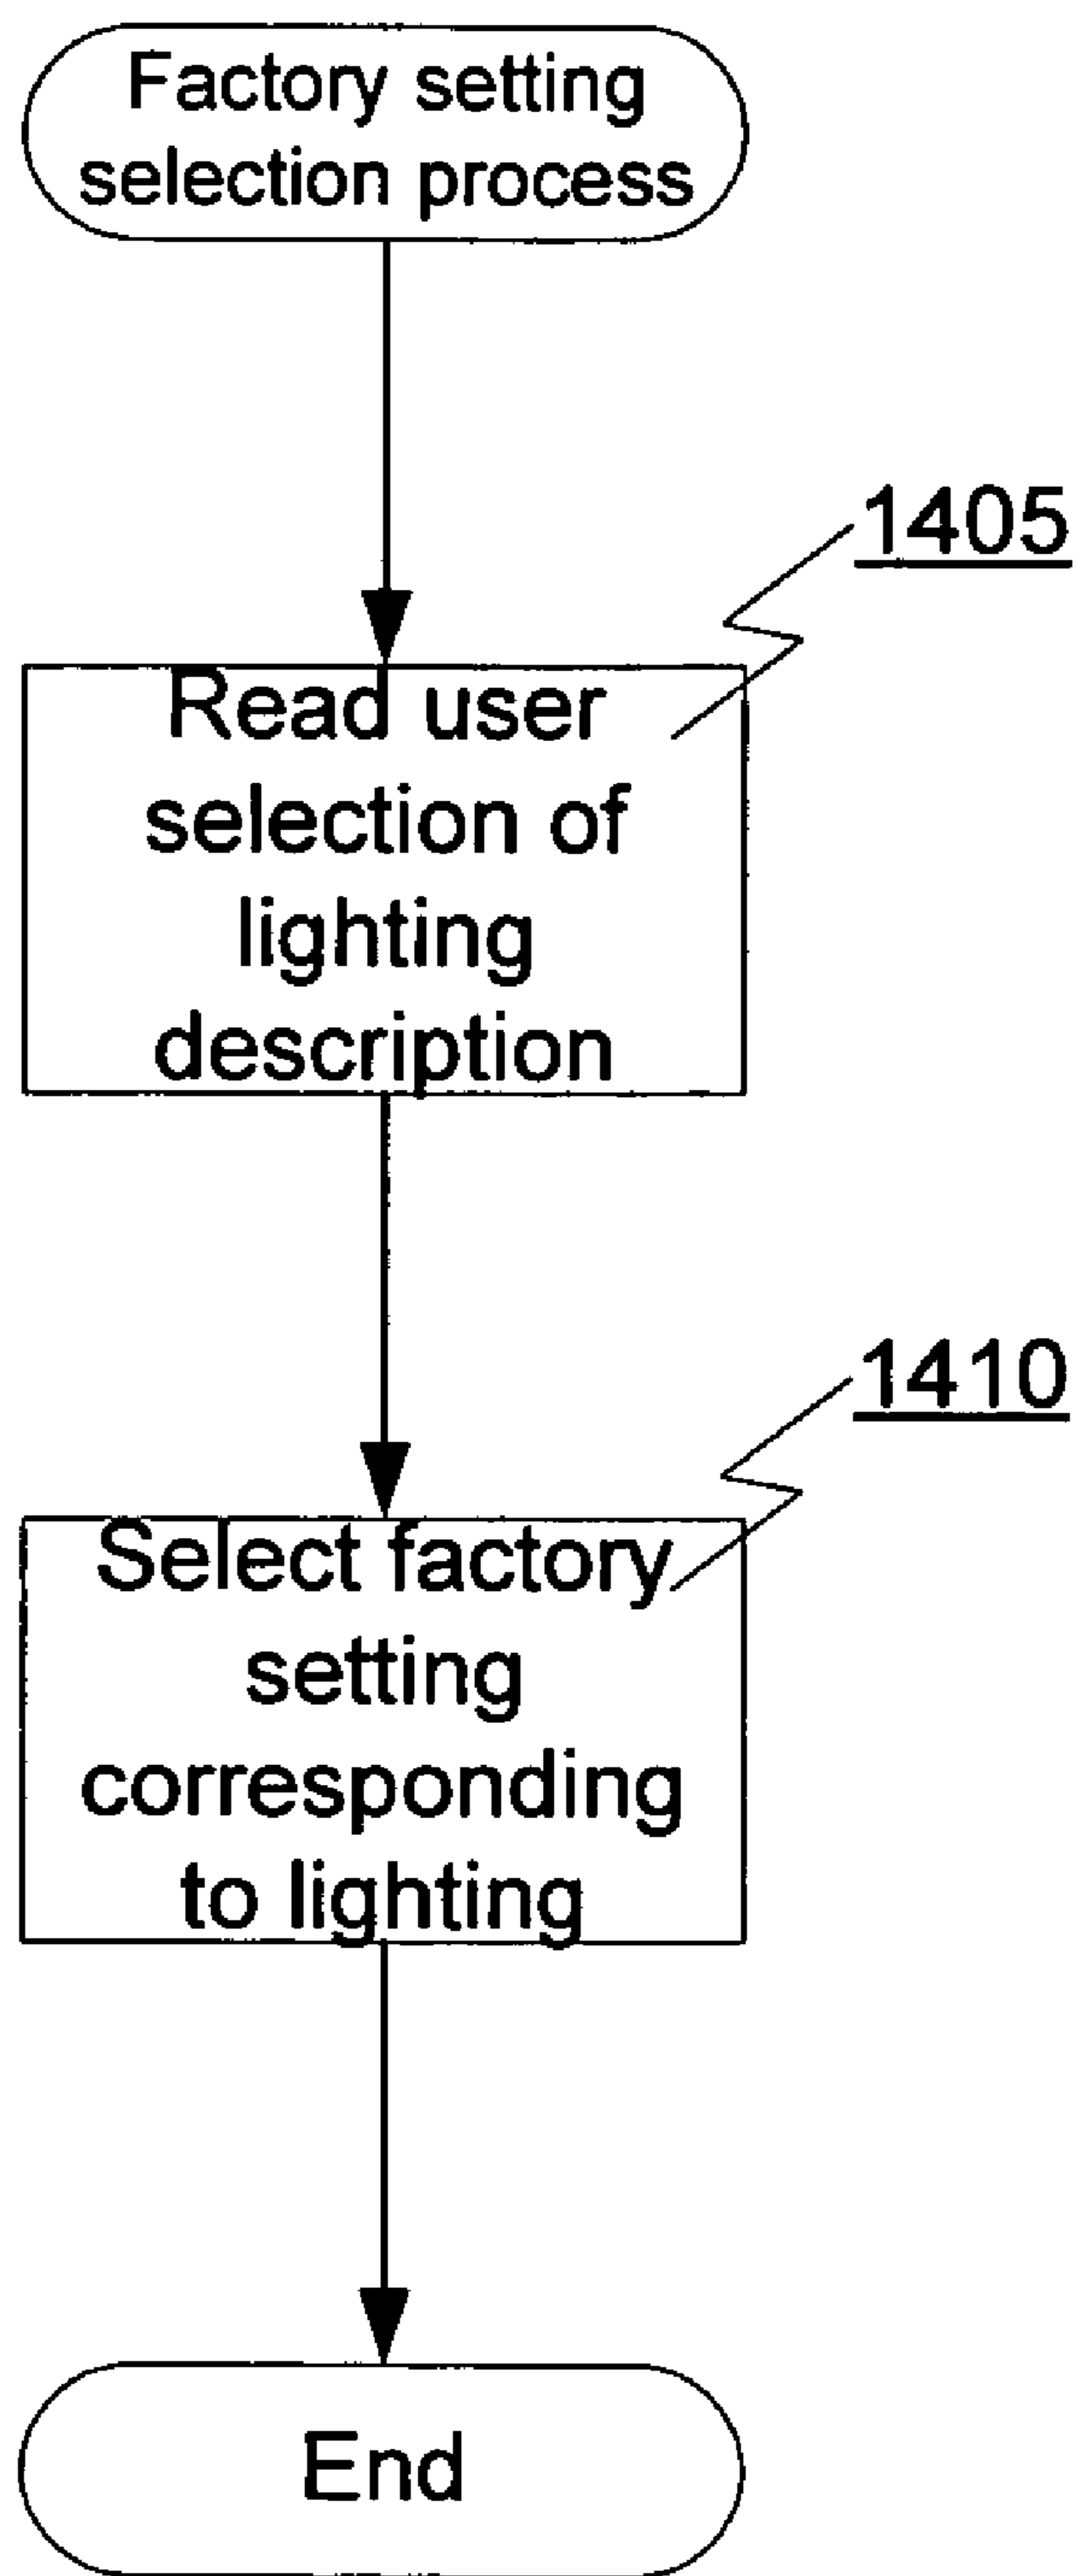 Factory setting
selection process
1405
Read user
selection of
lighting
description
1410
Select factory
setting
corresponding
to lighting
End